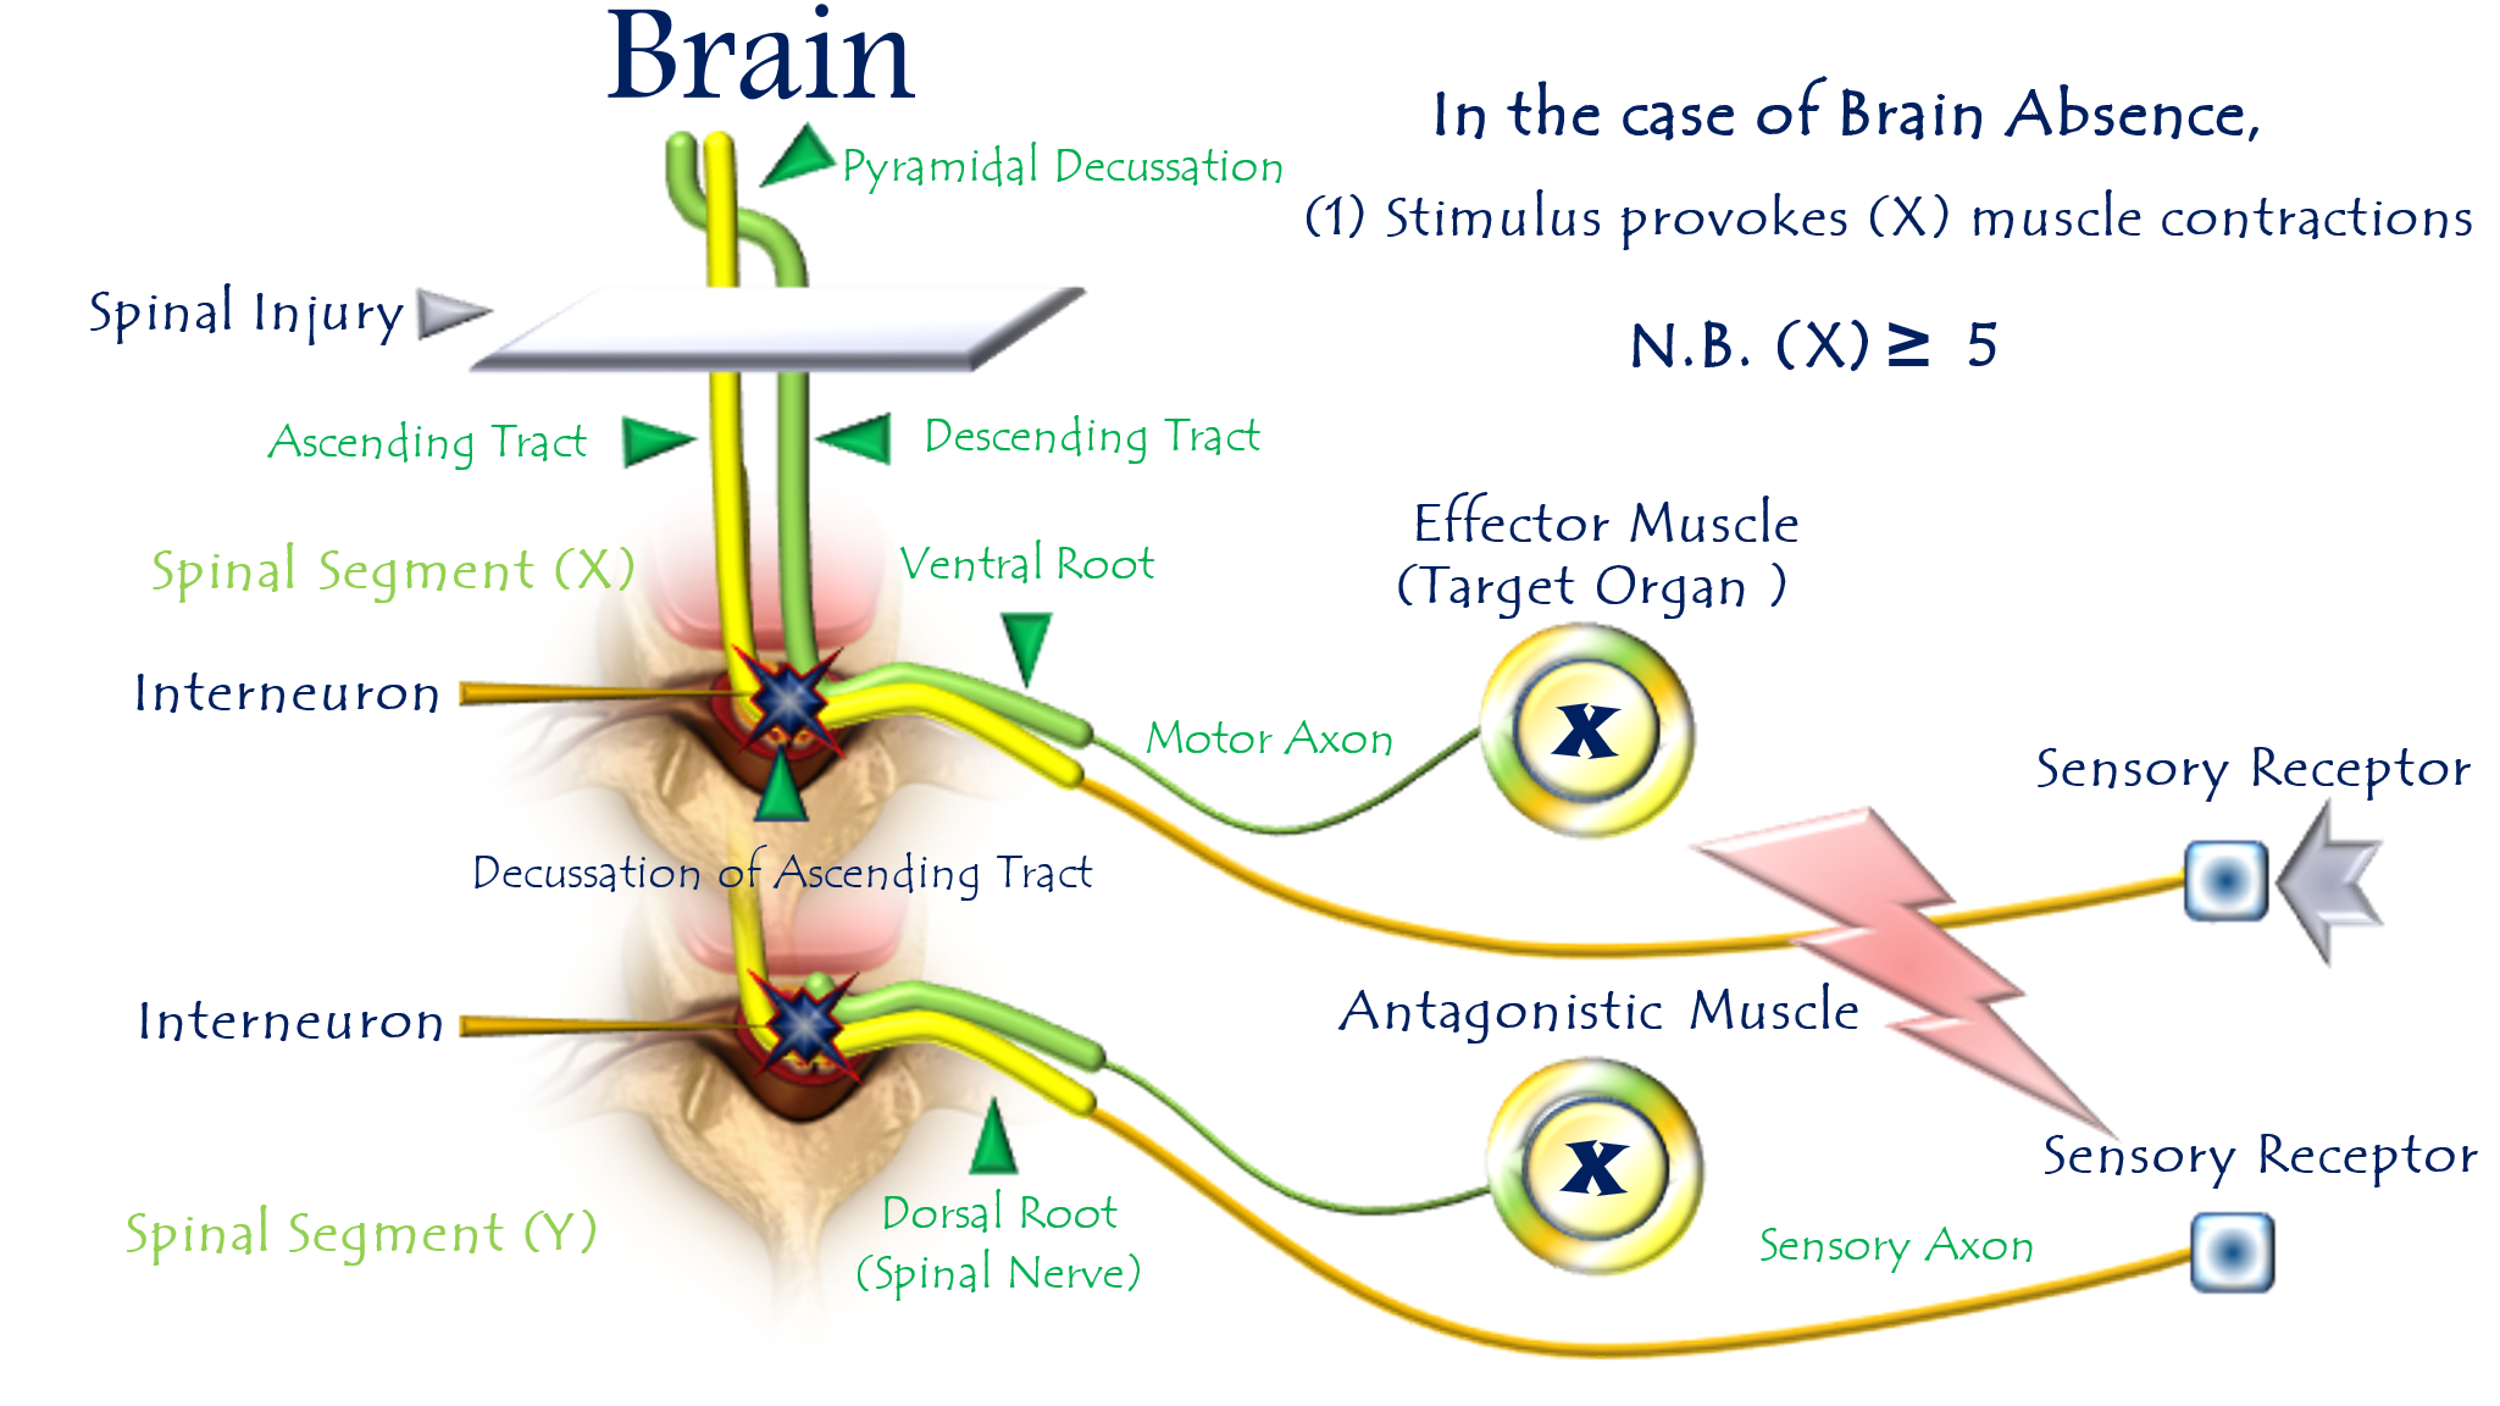 Brain
Pyramidal Decussation
In the case of Brain Absence,
(1) Stimulus provokes (X) muscle contractions
N.B. (X) ≥ 5
Spinal Injury
Ascending Tract
Descending Tract
Spinal Segment (X)
Ventral Root
Effector Muscle
(Target Organ )
Interneuron
Motor Axon
X
Sensory Receptor
Decussation of Ascending Tract
Interneuron
Antagonistic Muscle
X
Sensory Receptor
Spinal Segment (Y)
Dorsal Root
(Spinal Nerve)
Sensory Axon